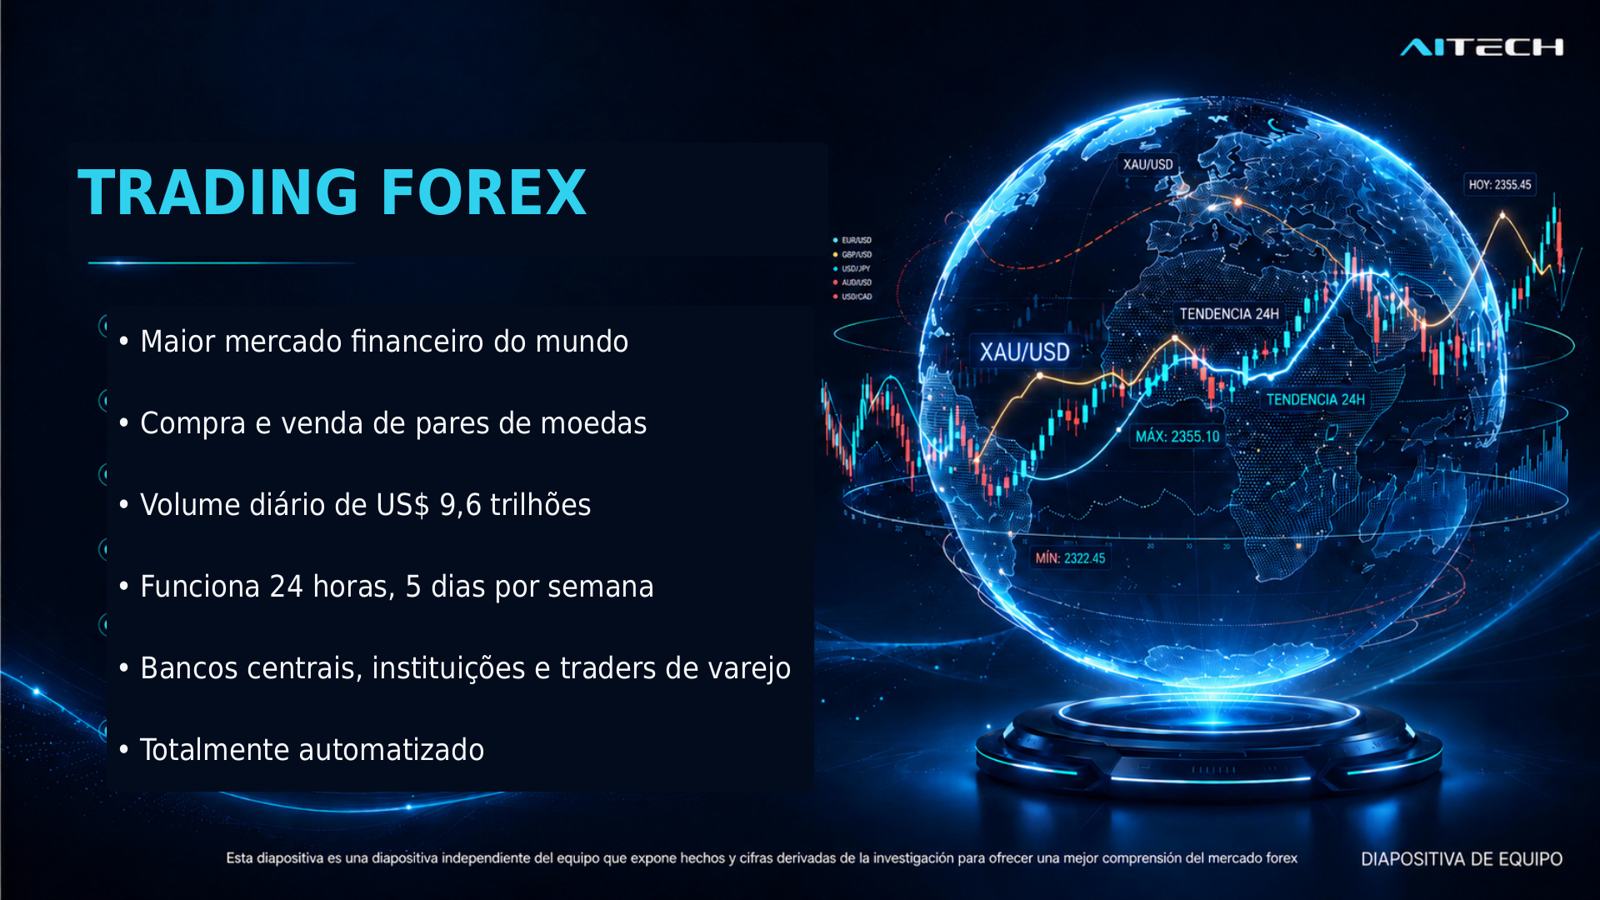 AITECH
TRADING FOREX
• Maior mercado financeiro do mundo
• Compra e venda de pares de moedas
• Volume diário de US$ 9,6 trilhões
• Funciona 24 horas, 5 dias por semana
• Bancos centrais, instituições e traders de varejo
• Totalmente automatizado
EUR/USD
GBP/USD
USD/JPY
AUD/USD
USD/CAD
XAU/USD
HOY: 2355.45
TENDENCIA 24H
XAU/USD
TENDENCIA 24H
MÁX: 2355.10
MÍN: 2322.45
Esta diapositiva es una diapositiva independiente del equipo que expone hechos y cifras derivadas de la investigación para ofrecer una mejor comprensión del mercado forex
DIAPOSITIVA DE EQUIPO